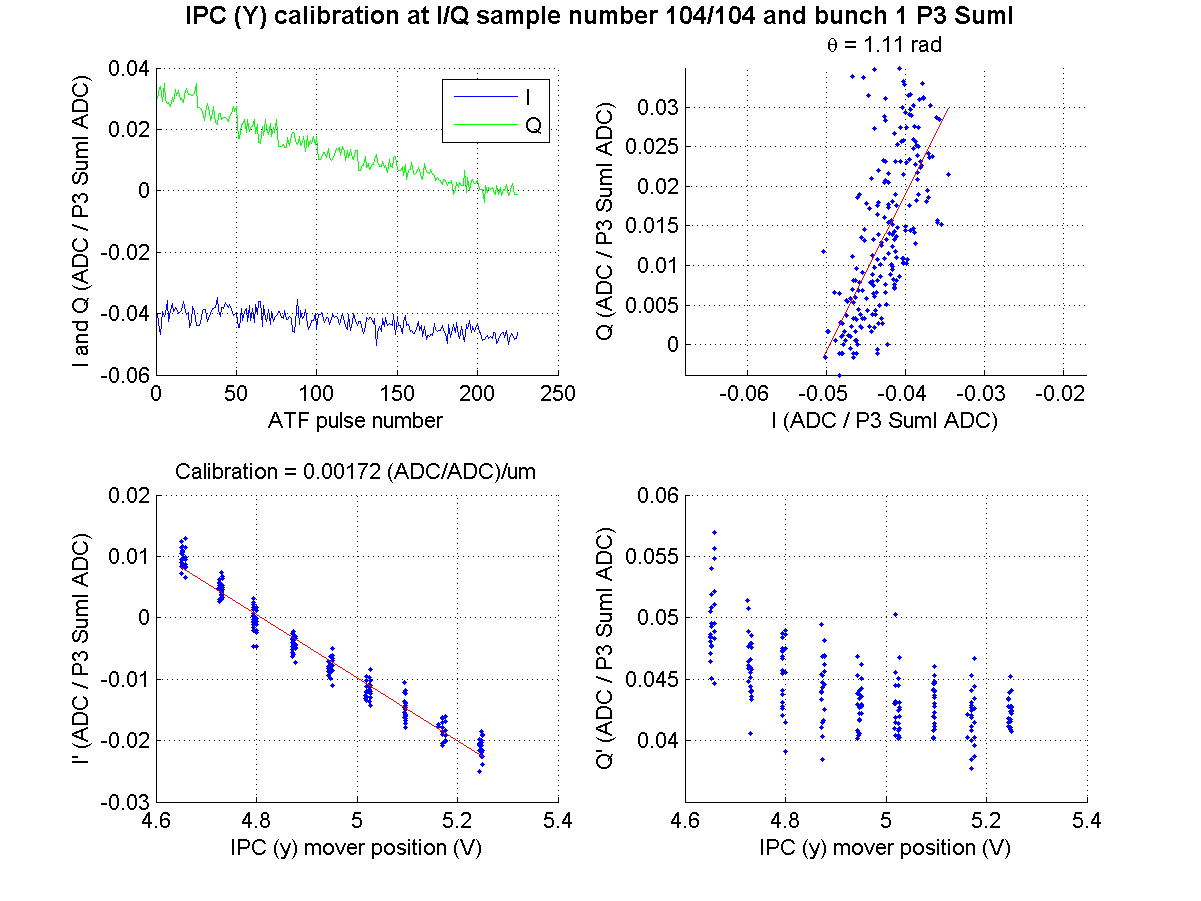 IPC (Y) calibration at I/Q sample number 104/104 and bunch 1 P3 SumI
θ = 1.11 rad
I and Q (ADC / P3 SumI ADC)
0.04
0.02
0
-0.02
-0.04
-0.06
I
Q
0 50 100 150 200 250
ATF pulse number
Q (ADC / P3 SumI ADC)
0.03
0.025
0.02
0.015
0.01
0.005
0
-0.06 -0.05 -0.04 -0.03 -0.02
I (ADC / P3 SumI ADC)
Calibration = 0.00172 (ADC/ADC)/um
I' (ADC / P3 SumI ADC)
0.02
0.01
0
-0.01
-0.02
-0.03
4.6 4.8 5 5.2 5.4
IPC (y) mover position (V)
Q' (ADC / P3 SumI ADC)
0.06
0.055
0.05
0.045
0.04
4.6 4.8 5 5.2 5.4
IPC (y) mover position (V)